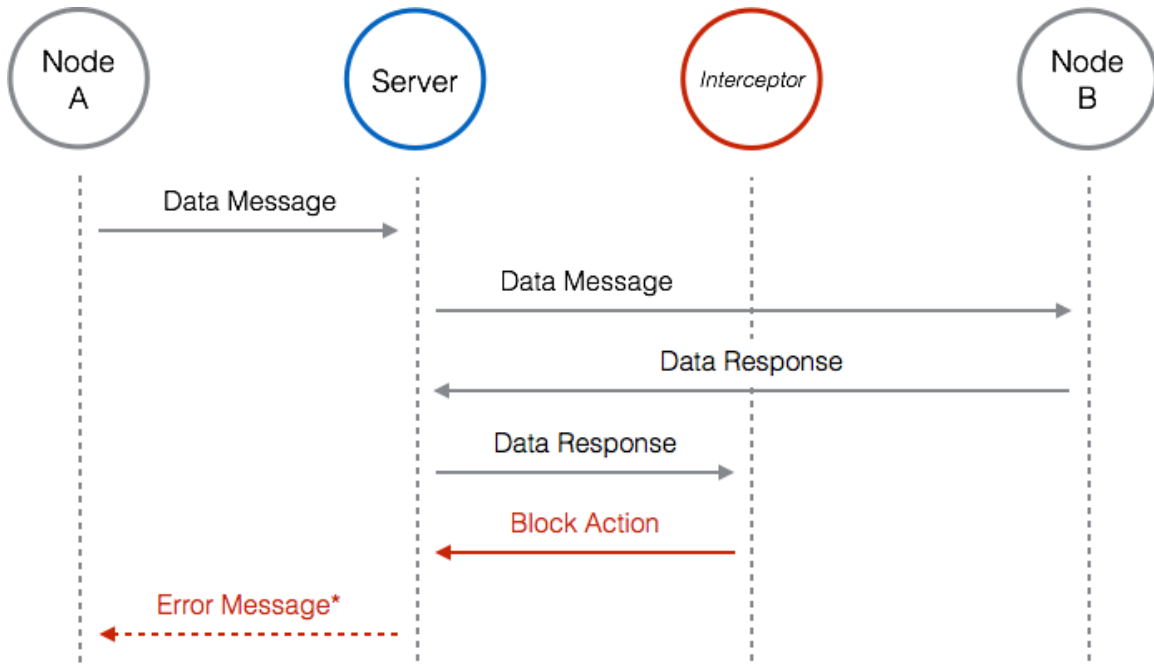 Node
A
Server
Interceptor
Node
B
Data Message
Data Message
Data Response
Data Response
Block Action
Error Message*